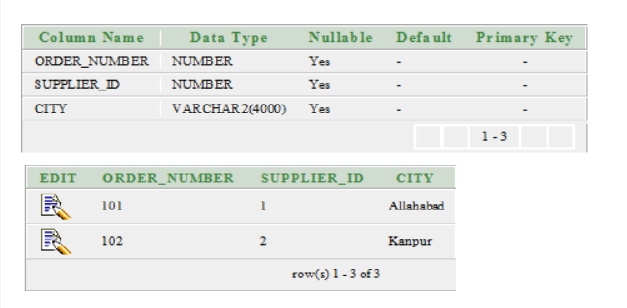 Column Name Data Type Nullable Default Primary Key
ORDER_NUMBER NUMBER Yes - -
SUPPLIER_ID NUMBER Yes - -
CITY VARCHAR2(4000) Yes - -
1 - 3
EDIT ORDER_NUMBER SUPPLIER_ID CITY
101 1 Allahabad
102 2 Kanpur
row(s) 1 - 3 of 3